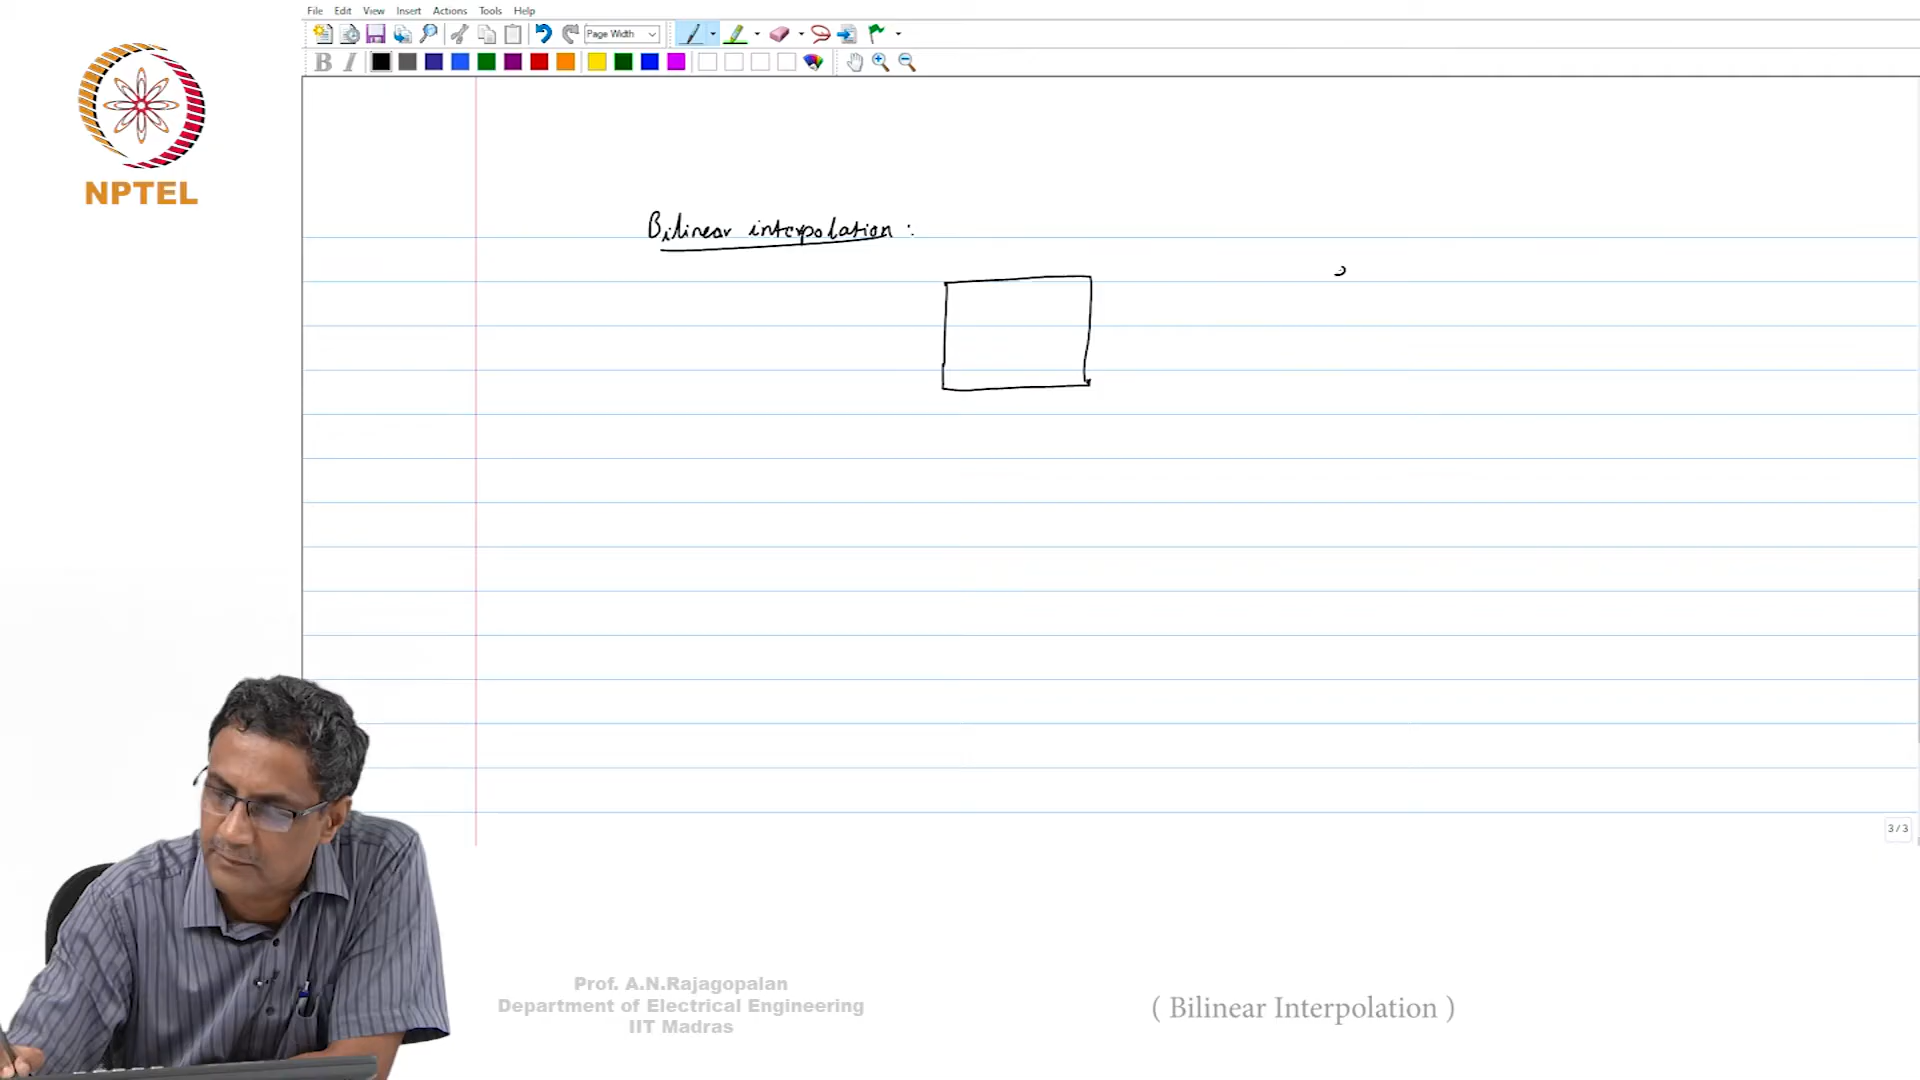 File Edit View Insert Actions Tools Help
Page Width
B I
NPTEL
Bilinear interpolation :
3 / 3
Prof. A.N.Rajagopalan
Department of Electrical Engineering
IIT Madras
( Bilinear Interpolation )